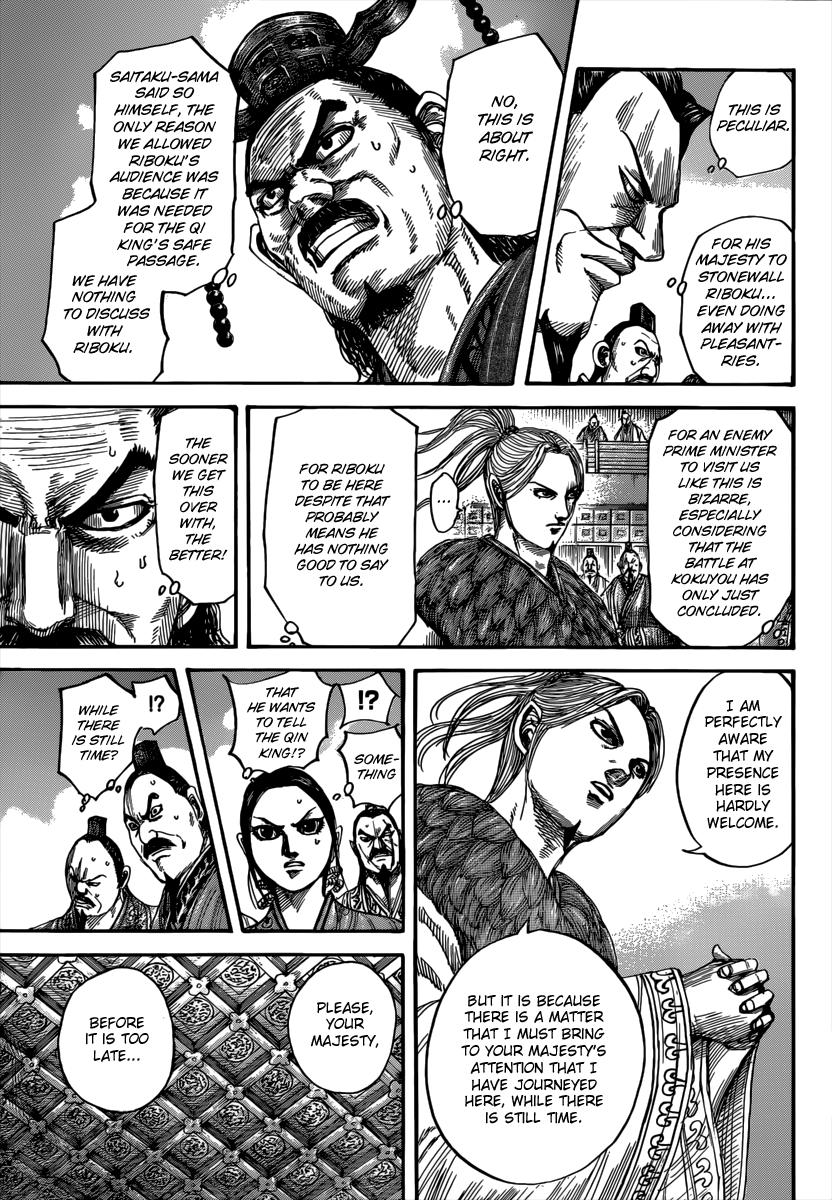 THIS IS
PECULIAR.
FOR HIS
MAJESTY TO
STONEWALL
RIBOKU...
EVEN DOING
AWAY WITH
PLEASANT-
RIES.
NO,
THIS IS
ABOUT
RIGHT.
SAITAKU-SAMA
SAID SO
HIMSELF, THE
ONLY REASON
WE ALLOWED
RIBOKU'S
AUDIENCE WAS
BECAUSE IT
WAS NEEDED
FOR THE QI
KING'S SAFE
PASSAGE.
WE HAVE
NOTHING
TO DISCUSS
WITH
RIBOKU.
FOR AN ENEMY
PRIME MINISTER
TO VISIT US
LIKE THIS IS
BIZARRE,
ESPECIALLY
CONSIDERING
THAT THE
BATTLE AT
KOKUYOU HAS
ONLY JUST
CONCLUDED.
...
FOR RIBOKU
TO BE HERE
DESPITE THAT
PROBABLY
MEANS HE
HAS NOTHING
GOOD TO SAY
TO US.
THE
SOONER
WE GET
THIS
OVER
WITH,
THE
BETTER!
I AM
PERFECTLY
AWARE
THAT MY
PRESENCE
HERE IS
HARDLY
WELCOME.
BUT IT IS BECAUSE
THERE IS A MATTER
THAT I MUST BRING
TO YOUR MAJESTY'S
ATTENTION THAT I
HAVE JOURNEYED
HERE, WHILE THERE
IS STILL TIME.
!?
SOME-
THING
THAT
HE WANTS
TO TELL
THE QIN
KING!?
!?
WHILE
THERE
IS STILL
TIME?
PLEASE,
YOUR
MAJESTY,
BEFORE
IT IS TOO
LATE...